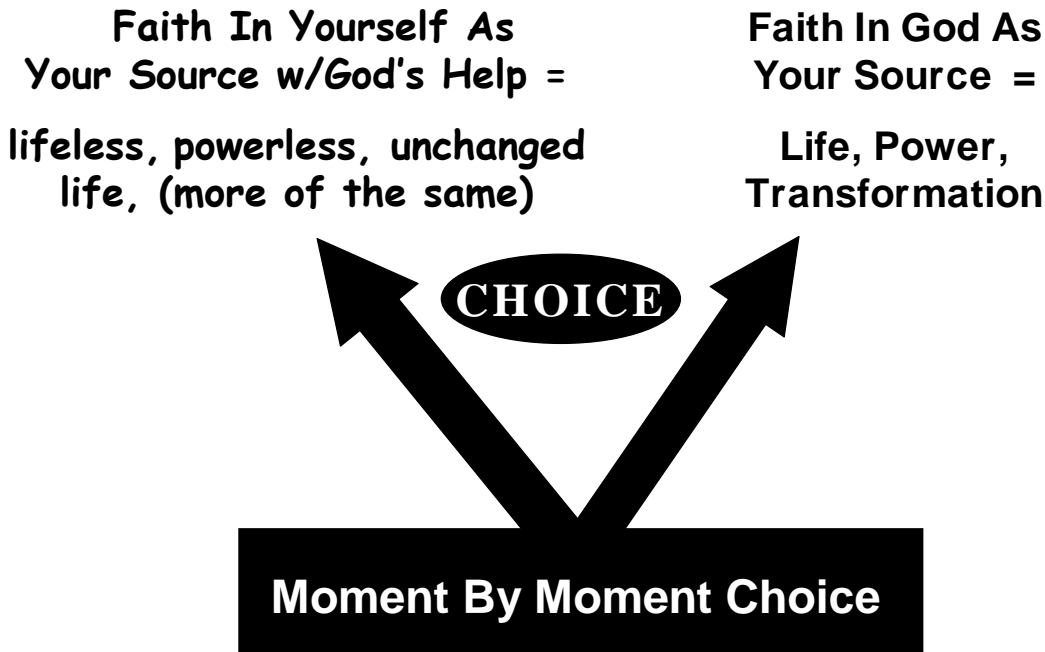 Faith In Yourself As
Your Source w/God's Help =
lifeless, powerless, unchanged
life, (more of the same)
Faith In God As
Your Source =
Life, Power,
Transformation
CHOICE
Moment By Moment Choice